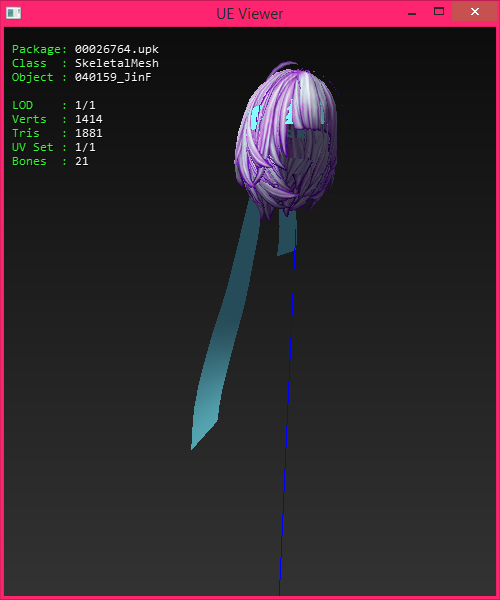 UE Viewer
Package: 00026764.upk
Class  : SkeletalMesh
Object : 040159_JinF
LOD    : 1/1
Verts  : 1414
Tris   : 1881
UV Set : 1/1
Bones  : 21